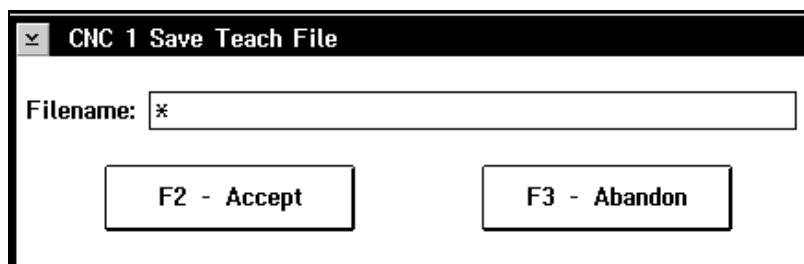 CNC 1 Save Teach File
Filename: *
F2 - Accept F3 - Abandon